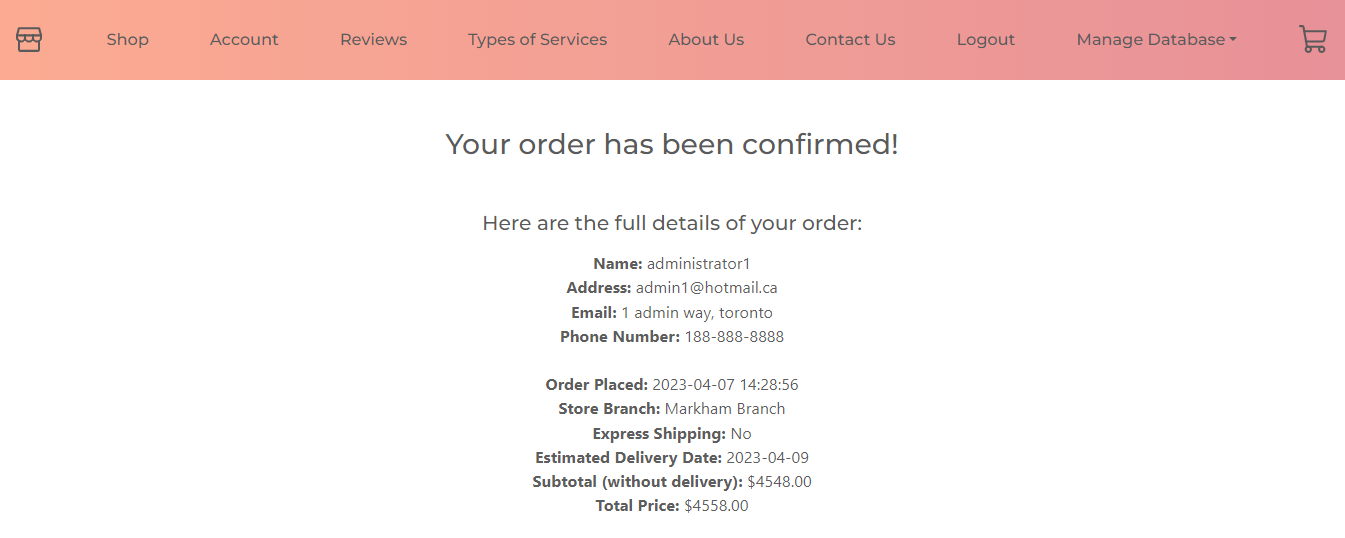 Shop Account Reviews Types of Services About Us Contact Us Logout Manage Database
Your order has been confirmed!
Here are the full details of your order:
Name: administrator1
Address: admin1@hotmail.ca
Email: 1 admin way, toronto
Phone Number: 188-888-8888
Order Placed: 2023-04-07 14:28:56
Store Branch: Markham Branch
Express Shipping: No
Estimated Delivery Date: 2023-04-09
Subtotal (without delivery): $4548.00
Total Price: $4558.00